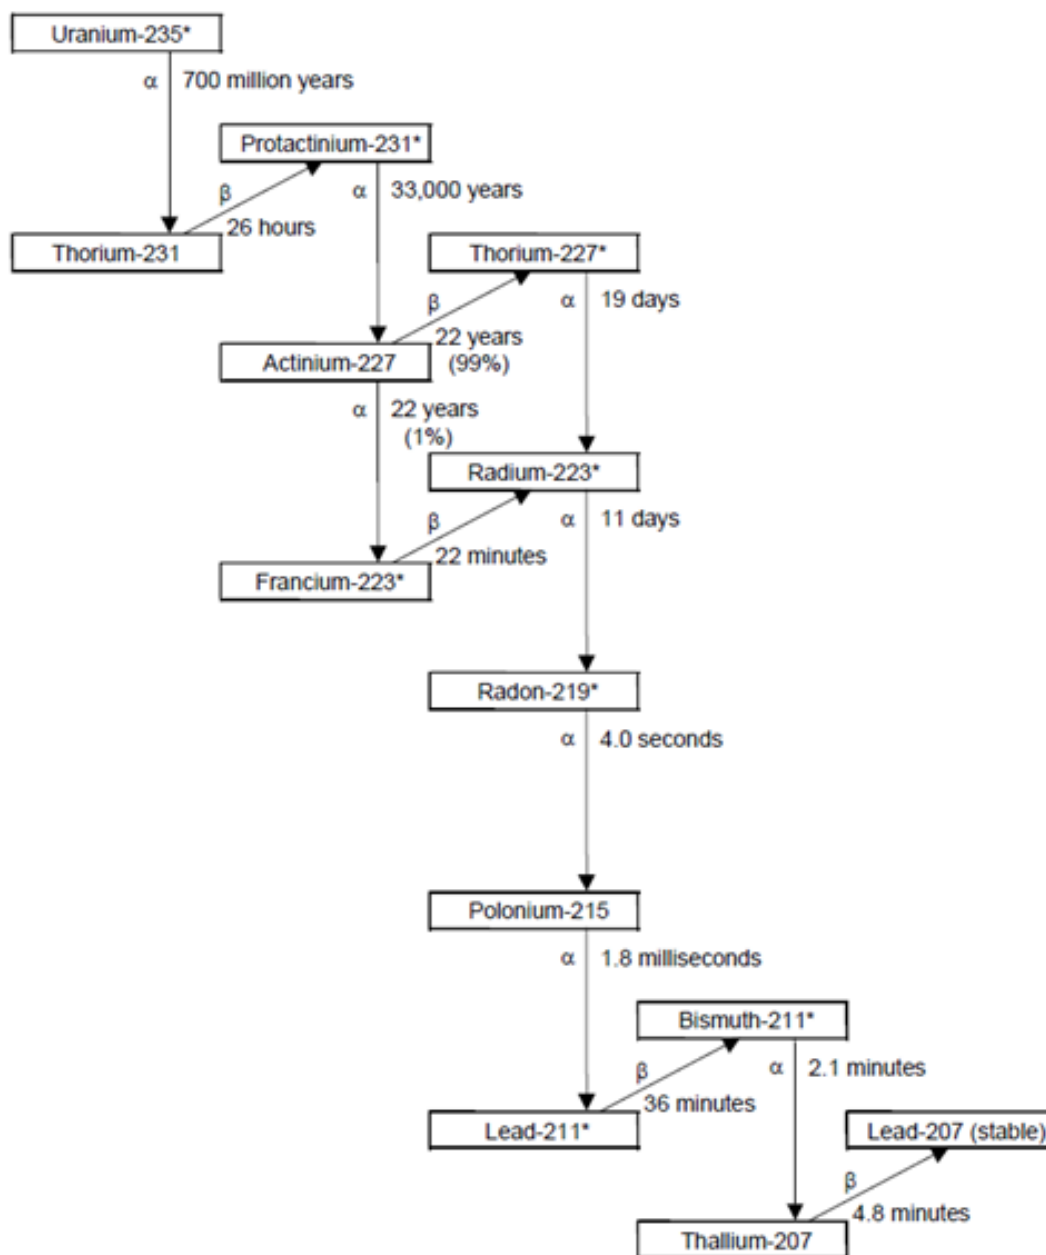 Uranium-235*
α 700 million years
Protactinium-231*
β
α 33,000 years
26 hours
Thorium-231
Thorium-227*
β
α 19 days
22 years
(99%)
Actinium-227
α 22 years
(1%)
Radium-223*
β
α 11 days
22 minutes
Francium-223*
Radon-219*
α 4.0 seconds
Polonium-215
α 1.8 milliseconds
Bismuth-211*
β
α 2.1 minutes
36 minutes
Lead-211*
Lead-207 (stable)
β
4.8 minutes
Thallium-207